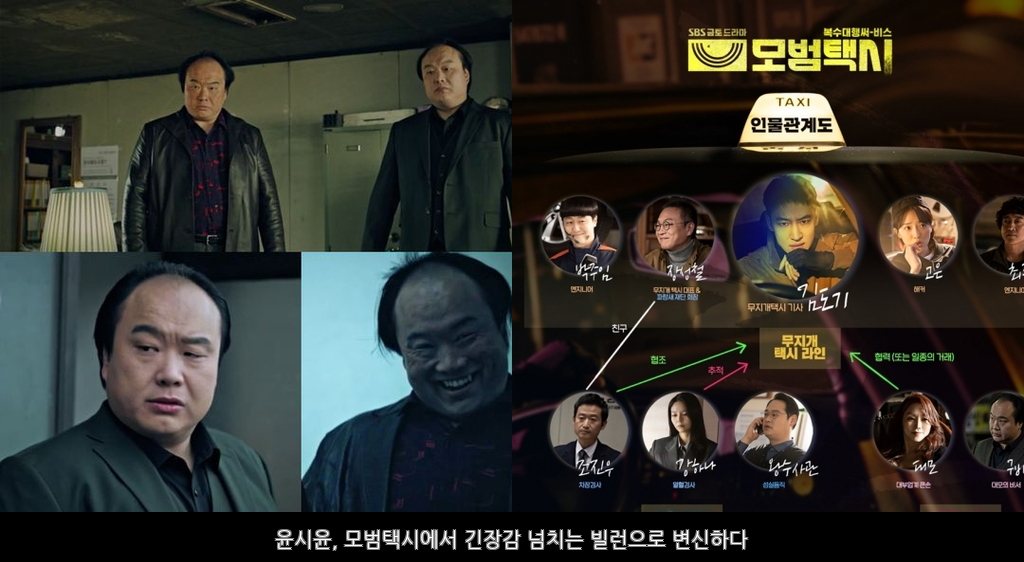 SBS 금토드라마
복수대행써-비스
모범택시
TAXI
인물관계도
박주임
엔지니어
장성철
무지개 택시 대표 &
파랑새 재단 회장
김도기
무지개택시 기사
고은
해커
최
엔지니어
친구
협조
추적
무지개
택시 라인
협력 (또는 일종의 거래)
조진우
차장검사
강하나
열혈검사
왕수사관
성실듬직
대모
대부업계 큰손
구비
대모의 비서
윤시윤, 모범택시에서 긴장감 넘치는 빌런으로 변신하다